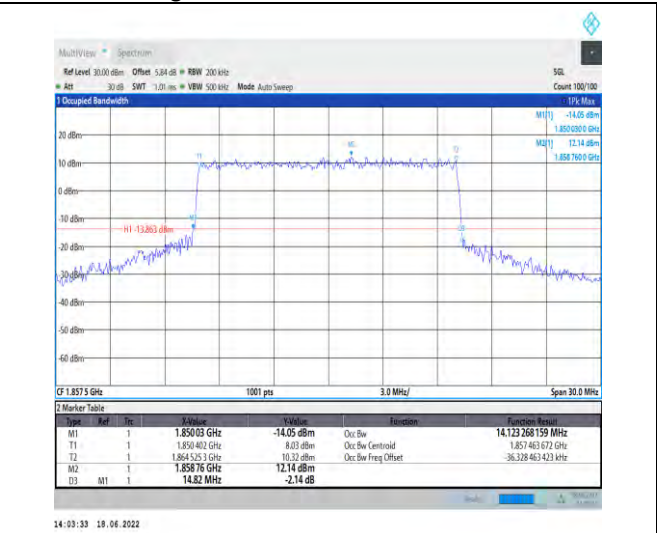 MultiView Spectrum
Ref Level 30.00 dBm Offset 5.84 dB RBW 200 kHz SGL
Att 30 dB SWT 1.01 ms VBW 500 kHz Mode Auto Sweep Count 100/100
1 Occupied Bandwidth 1Pk Max
M1[1] -14.05 dBm
1.850 030 0 GHz
M2[1] 12.14 dBm
1.858 760 0 GHz
20 dBm
10 dBm
0 dBm
-10 dBm
H1 -13.863 dBm
-20 dBm
-30 dBm
-40 dBm
-50 dBm
-60 dBm
T1
T2
CF 1.857 5 GHz 1001 pts 3.0 MHz/ Span 30.0 MHz
2 Marker Table
Type Ref Trc X-Value Y-Value Function Function Result
M1 1 1.850 03 GHz -14.05 dBm Occ Bw 14.123 268 159 MHz
T1 1 1.850 402 GHz 8.03 dBm Occ Bw Centroid 1.857 463 672 GHz
T2 1 1.864 525 3 GHz 10.32 dBm Occ Bw Freq Offset -36.328 463 423 kHz
M2 1 1.858 76 GHz 12.14 dBm
D3 M1 1 14.82 MHz -2.14 dB
14:03:33 18.06.2022